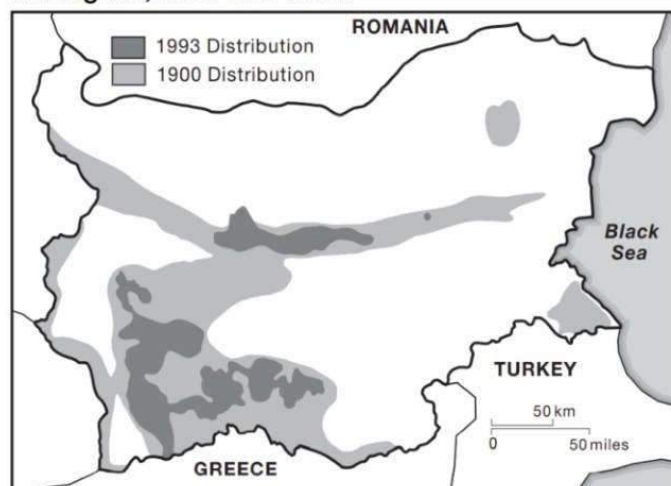 ROMANIA
1993 Distribution
1900 Distribution
Black
Sea
TURKEY
50 km
0 50 miles
GREECE